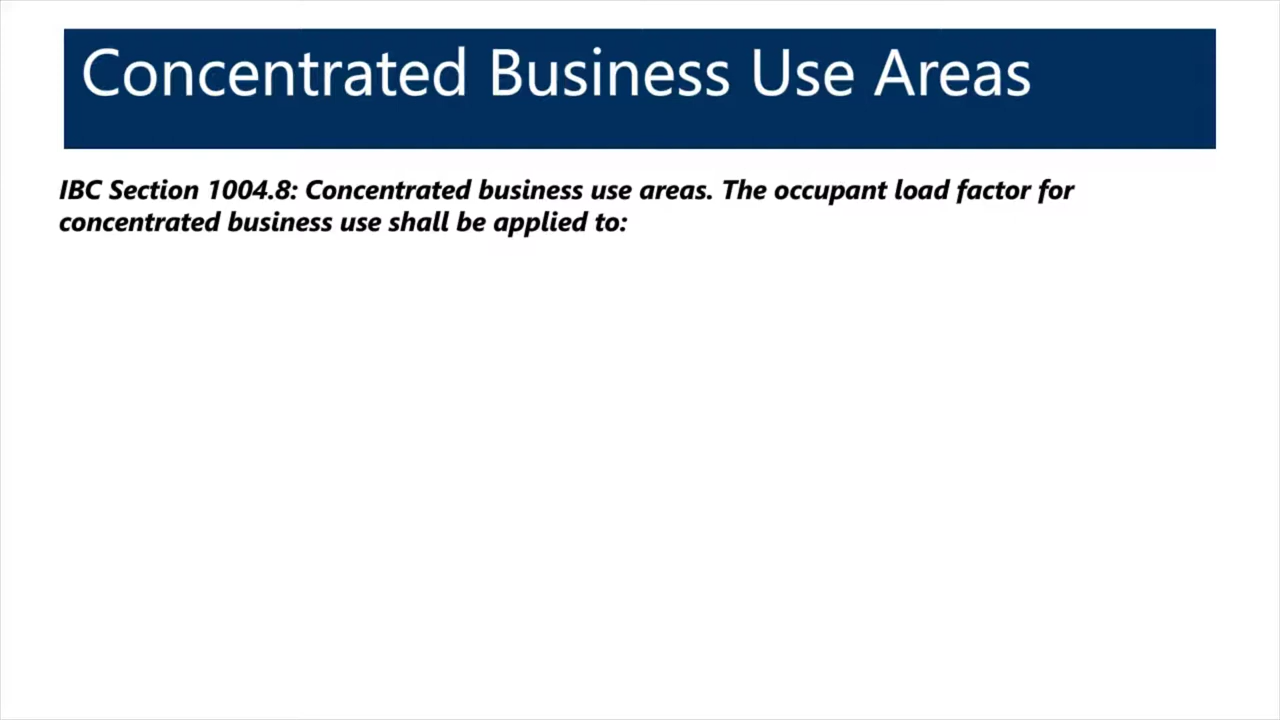 Concentrated Business Use Areas
IBC Section 1004.8: Concentrated business use areas. The occupant load factor for
concentrated business use shall be applied to: